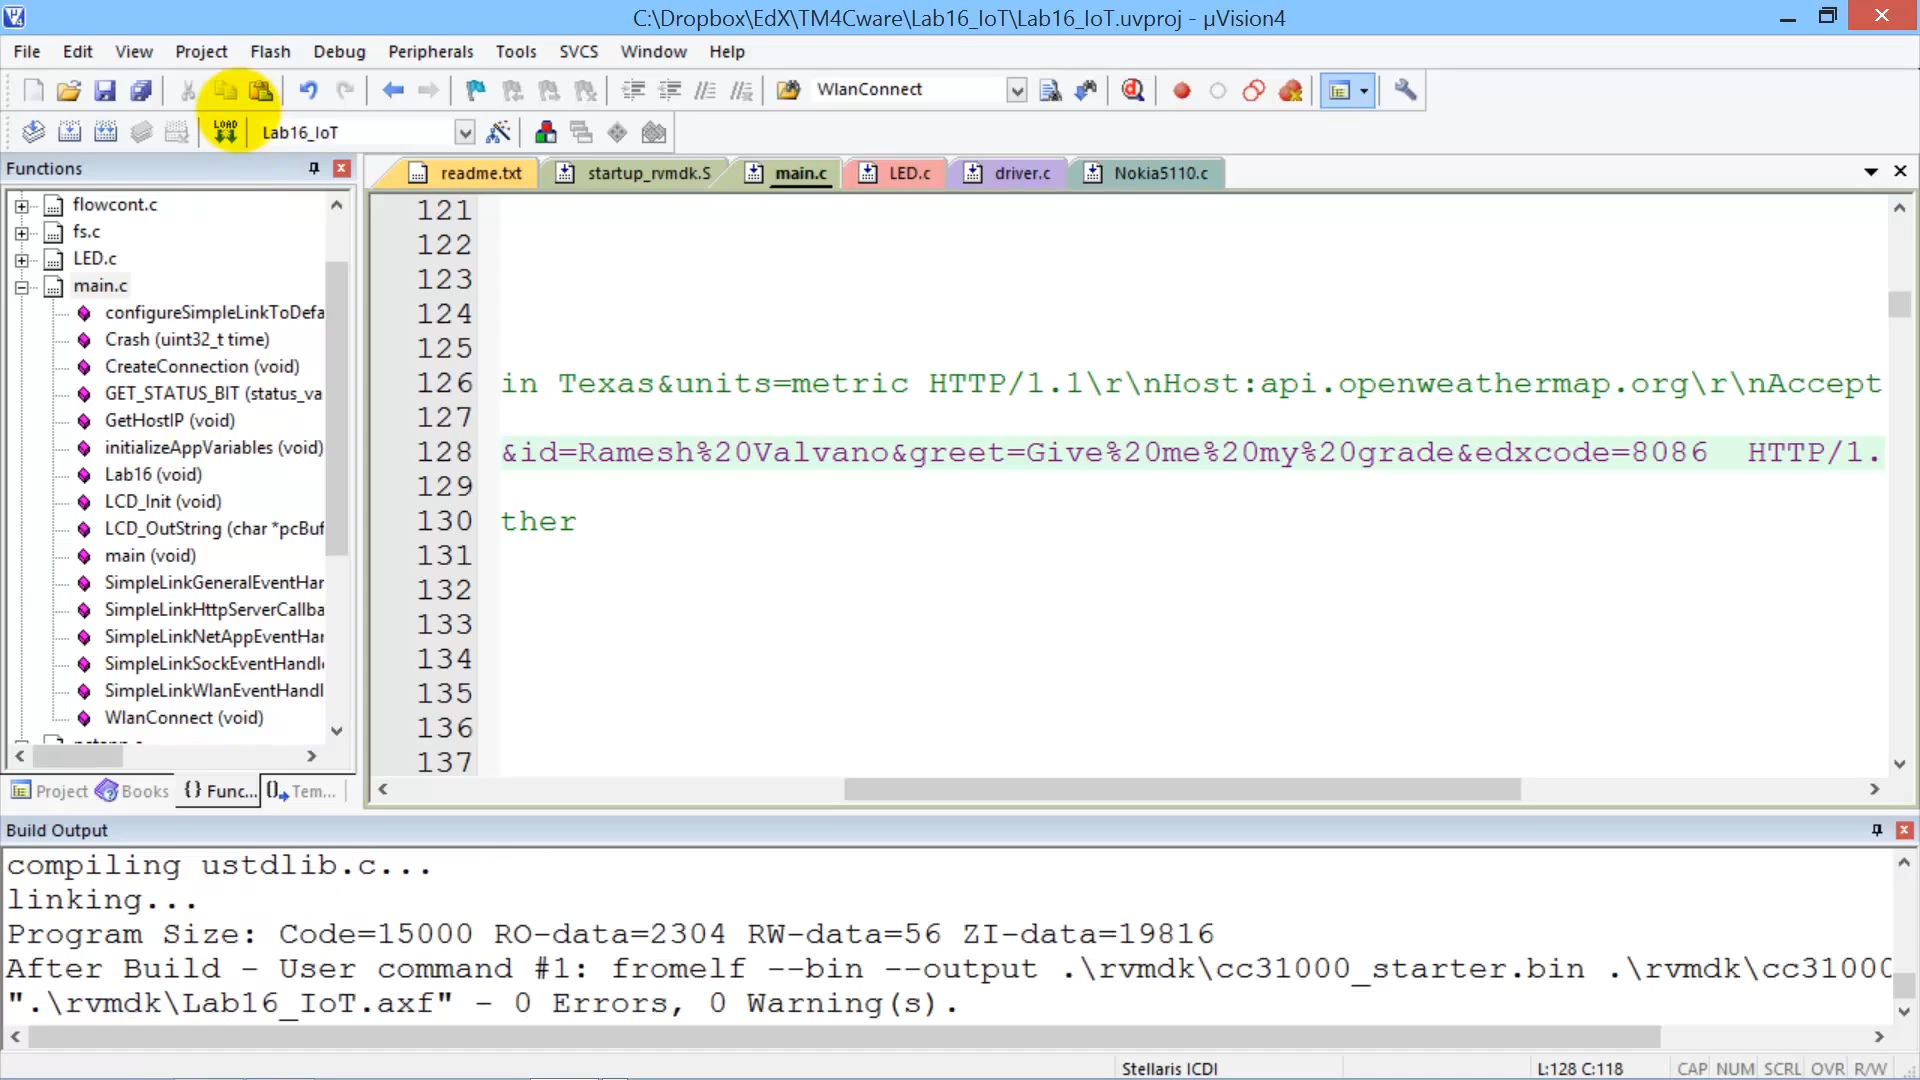 C:\Dropbox\EdX\TM4Cware\Lab16_IoT\Lab16_IoT.uvproj - µVision4
File Edit View Project Flash Debug Peripherals Tools SVCS Window Help
WlanConnect
LOAD Lab16_IoT
Functions
readme.txt startup_rvmdk.S main.c LED.c driver.c Nokia5110.c
flowcont.c
fs.c
LED.c
main.c
configureSimpleLinkToDefa
Crash (uint32_t time)
CreateConnection (void)
GET_STATUS_BIT (status_va
GetHostIP (void)
initializeAppVariables (void)
Lab16 (void)
LCD_Init (void)
LCD_OutString (char *pcBuf
main (void)
SimpleLinkGeneralEventHar
SimpleLinkHttpServerCallba
SimpleLinkNetAppEventHar
SimpleLinkSockEventHandl
SimpleLinkWlanEventHandl
WlanConnect (void)
Project Books {} Func... Tem...
121
122
123
124
125
126 in Texas&units=metric HTTP/1.1\r\nHost:api.openweathermap.org\r\nAccept
127
128 &id=Ramesh%20Valvano&greet=Give%20me%20my%20grade&edxcode=8086  HTTP/1.
129
130 ther
131
132
133
134
135
136
137
Build Output
compiling ustdlib.c...
linking...
Program Size: Code=15000 RO-data=2304 RW-data=56 ZI-data=19816
After Build - User command #1: fromelf --bin --output .\rvmdk\cc31000_starter.bin .\rvmdk\cc31000
".\rvmdk\Lab16_IoT.axf" - 0 Errors, 0 Warning(s).
Stellaris ICDI L:128 C:118 CAP NUM SCRL OVR R/W